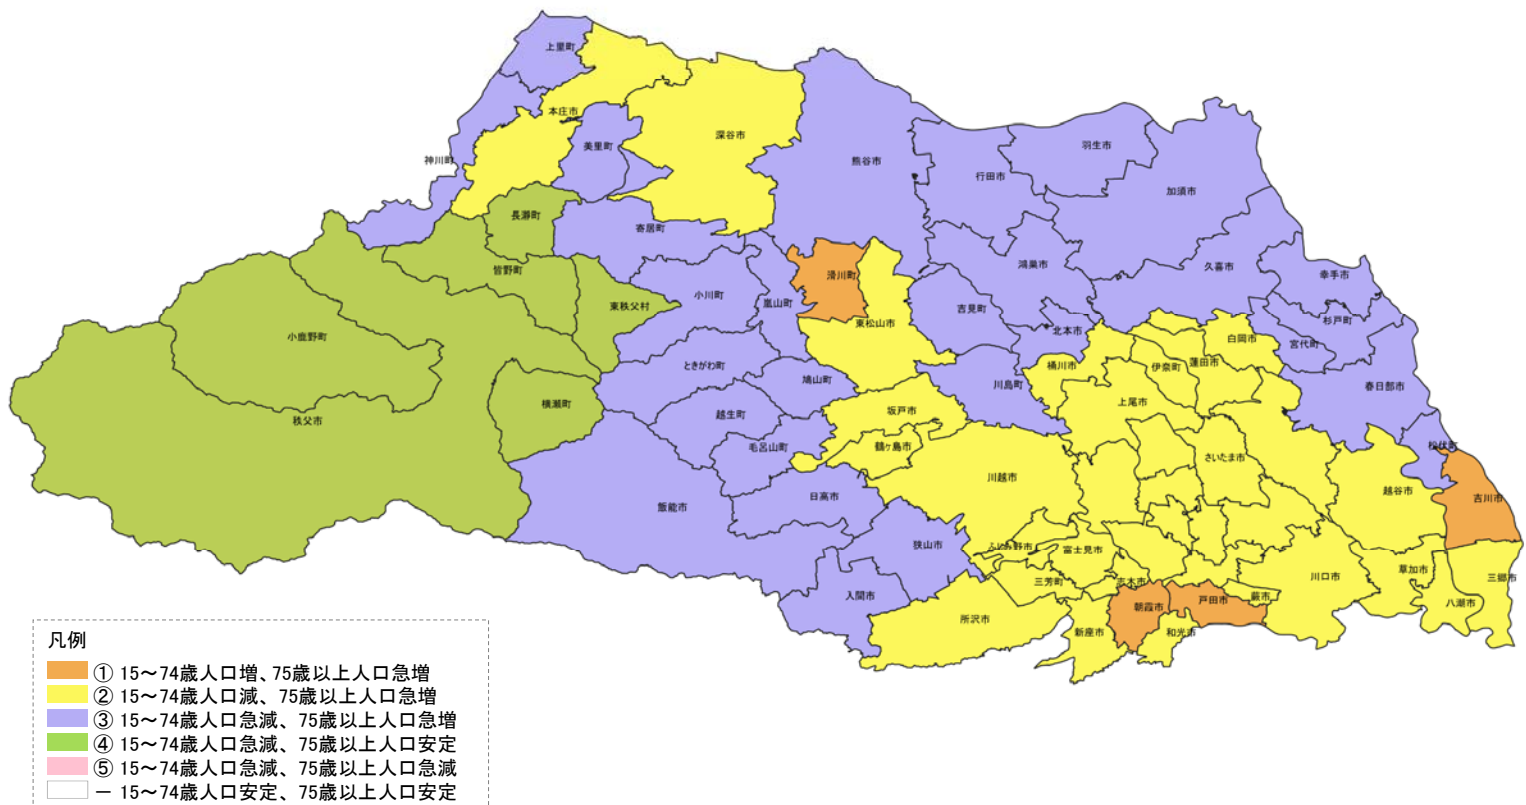 上里町
本庄市
深谷市
美里町
神川町
熊谷市
羽生市
行田市
加須市
長瀞町
寄居町
皆野町
東秩父村
小川町
嵐山町
滑川町
鴻巣市
久喜市
幸手市
吉見町
東松山市
北本市
杉戸町
宮代町
白岡市
小鹿野町
ときがわ町
鳩山町
川島町
桶川市
伊奈町
蓮田市
春日部市
横瀬町
秩父市
越生町
坂戸市
上尾市
毛呂山町
鶴ヶ島市
松伏町
さいたま市
川越市
越谷市
吉川市
飯能市
日高市
狭山市
ふじみ野市
富士見市
三芳町
志木市
川口市
草加市
三郷市
入間市
所沢市
朝霞市
戸田市
蕨市
八潮市
新座市
和光市
凡例
① 15～74歳人口増、75歳以上人口急増
② 15～74歳人口減、75歳以上人口急増
③ 15～74歳人口急減、75歳以上人口急増
④ 15～74歳人口急減、75歳以上人口安定
⑤ 15～74歳人口急減、75歳以上人口急減
― 15～74歳人口安定、75歳以上人口安定